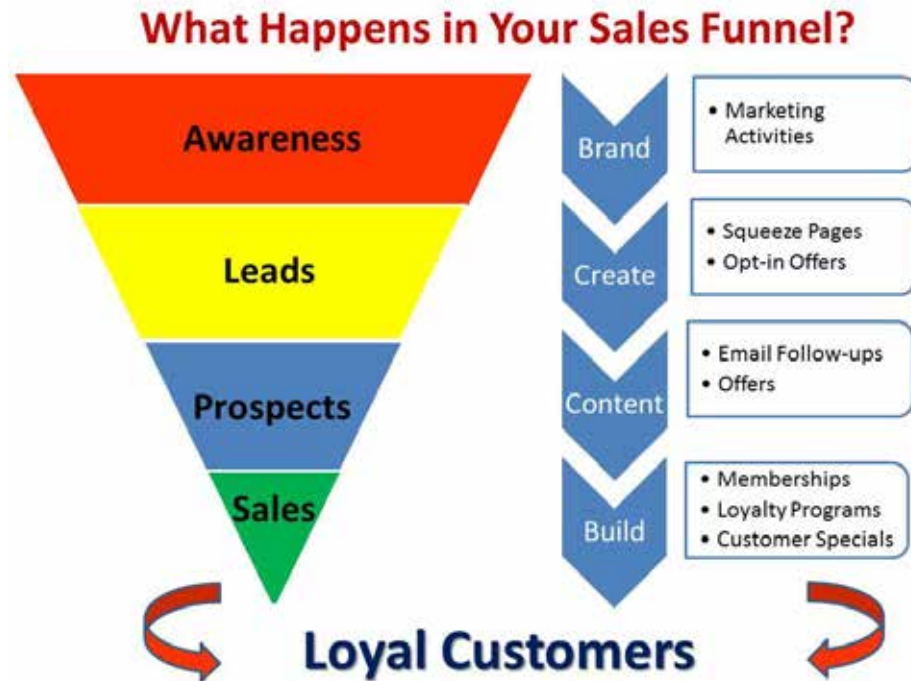 What Happens in Your Sales Funnel?
Awareness
Leads
Prospects
Sales
Brand
• Marketing
Activities
Create
• Squeeze Pages
• Opt-in Offers
Content
• Email Follow-ups
• Offers
Build
• Memberships
• Loyalty Programs
• Customer Specials
Loyal Customers